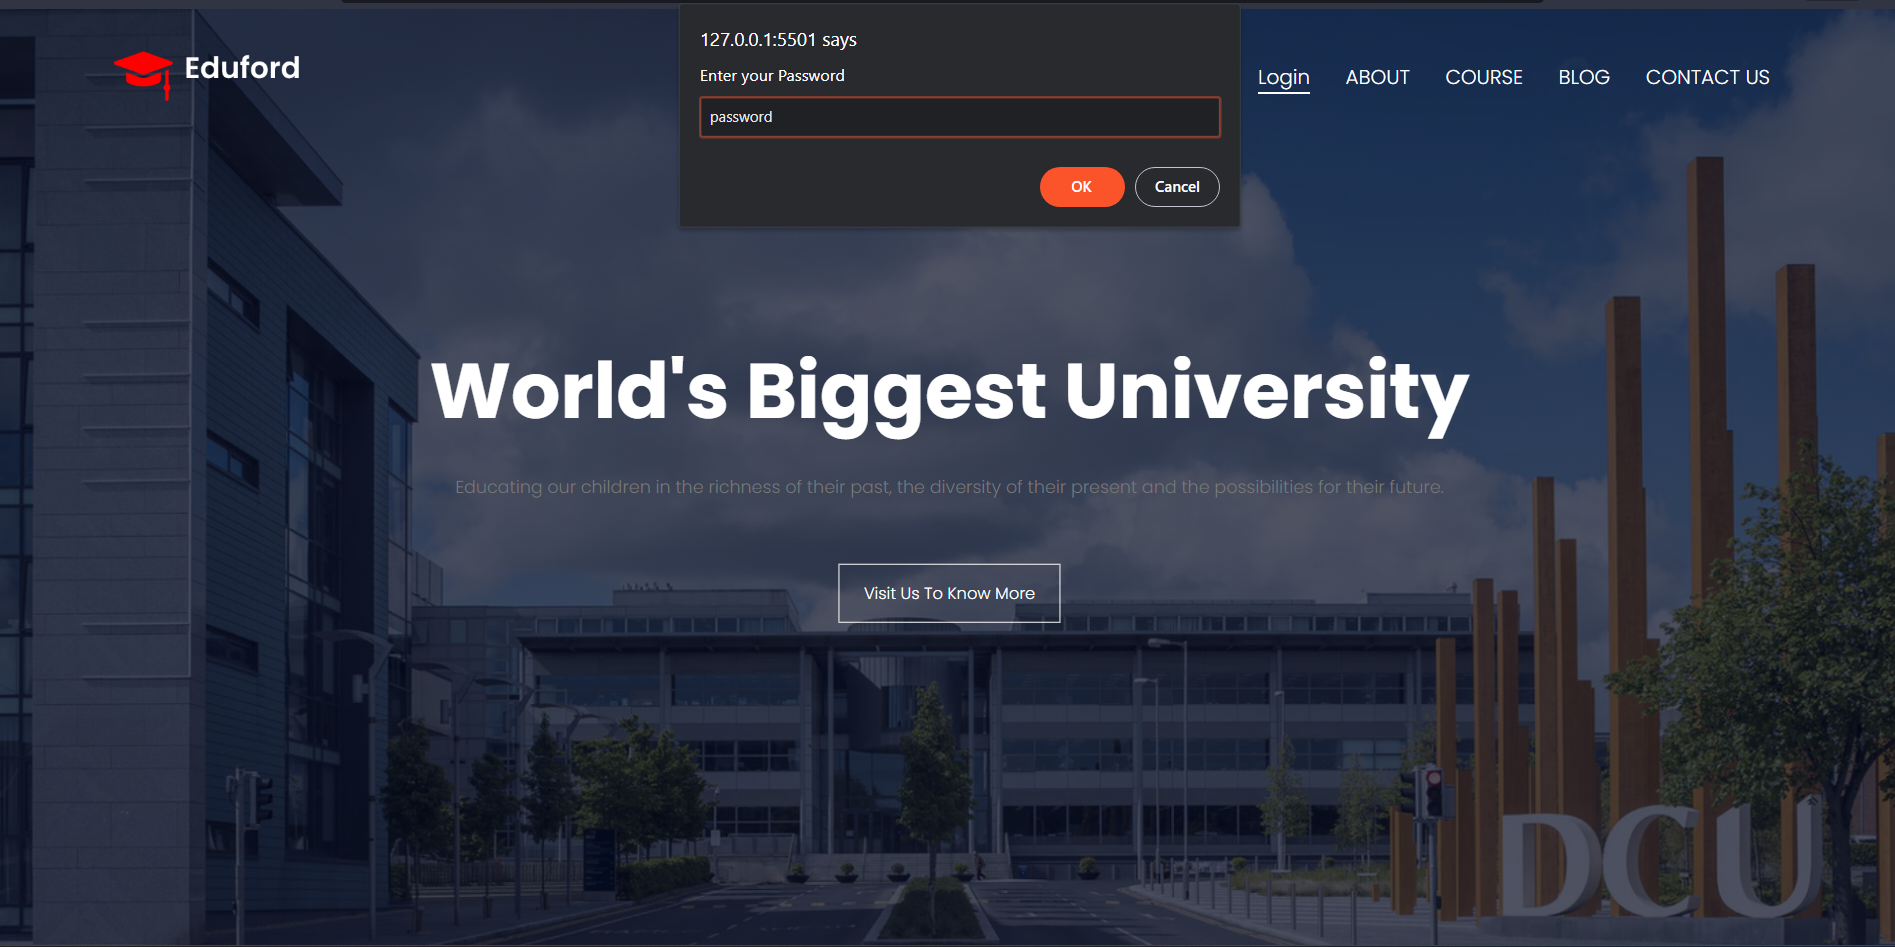 127.0.0.1:5501 says
Enter your Password
password
OK Cancel
Eduford
Login ABOUT COURSE BLOG CONTACT US
World's Biggest University
Educating our children in the richness of their past, the diversity of their present and the possibilities for their future.
Visit Us To Know More
DCU